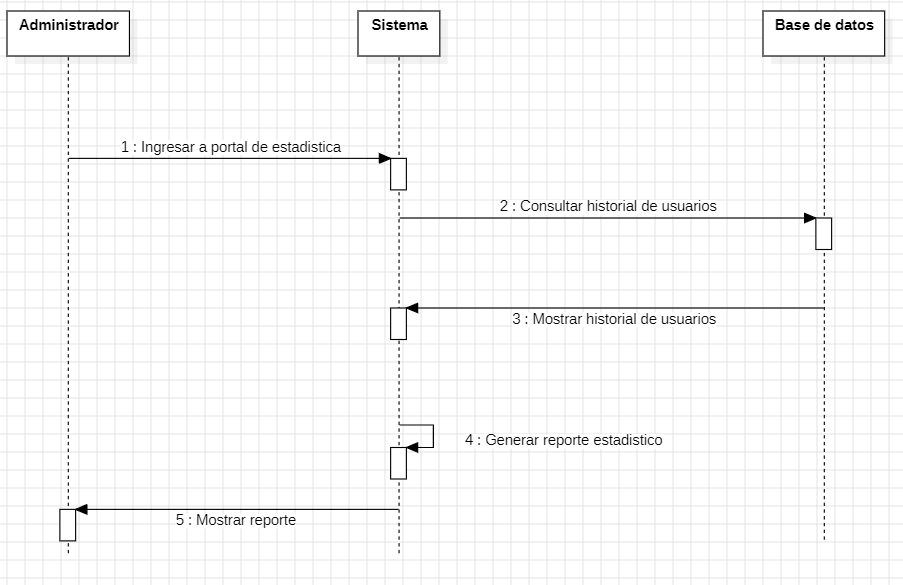 Administrador
Sistema
Base de datos
1 : Ingresar a portal de estadistica
2 : Consultar historial de usuarios
3 : Mostrar historial de usuarios
4 : Generar reporte estadistico
5 : Mostrar reporte